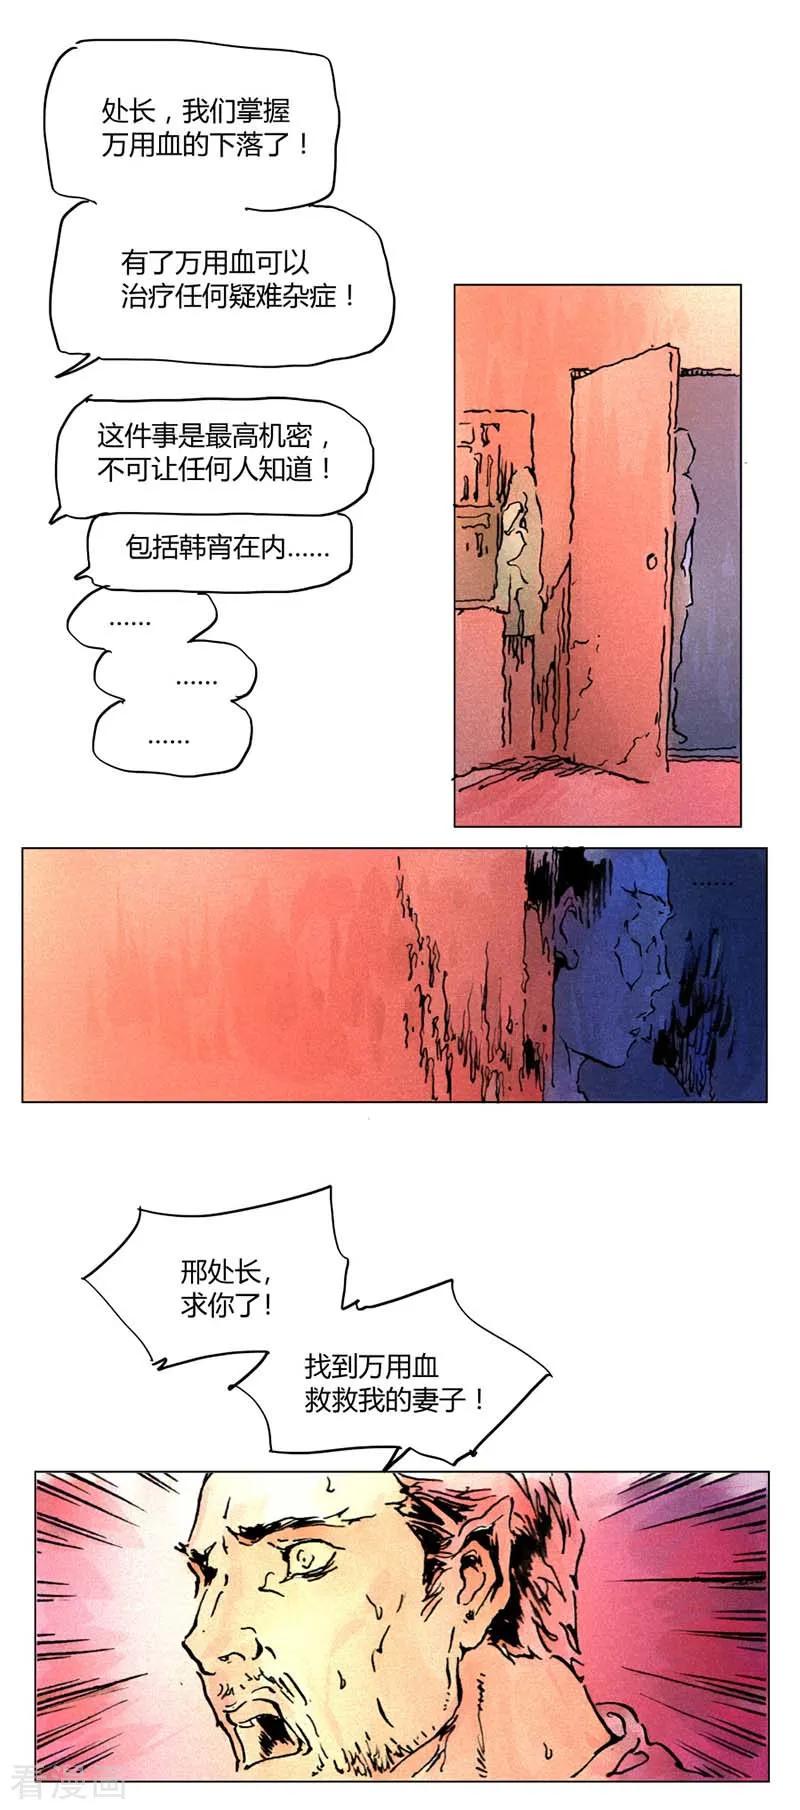 处长，我们掌握
万用血的下落了！
有了万用血可以
治疗任何疑难杂症！
这件事是最高机密，
不可让任何人知道！
包括韩宵在内……
……
……
……
……
邢处长，
求你了！
找到万用血
救救我的妻子！
看漫画